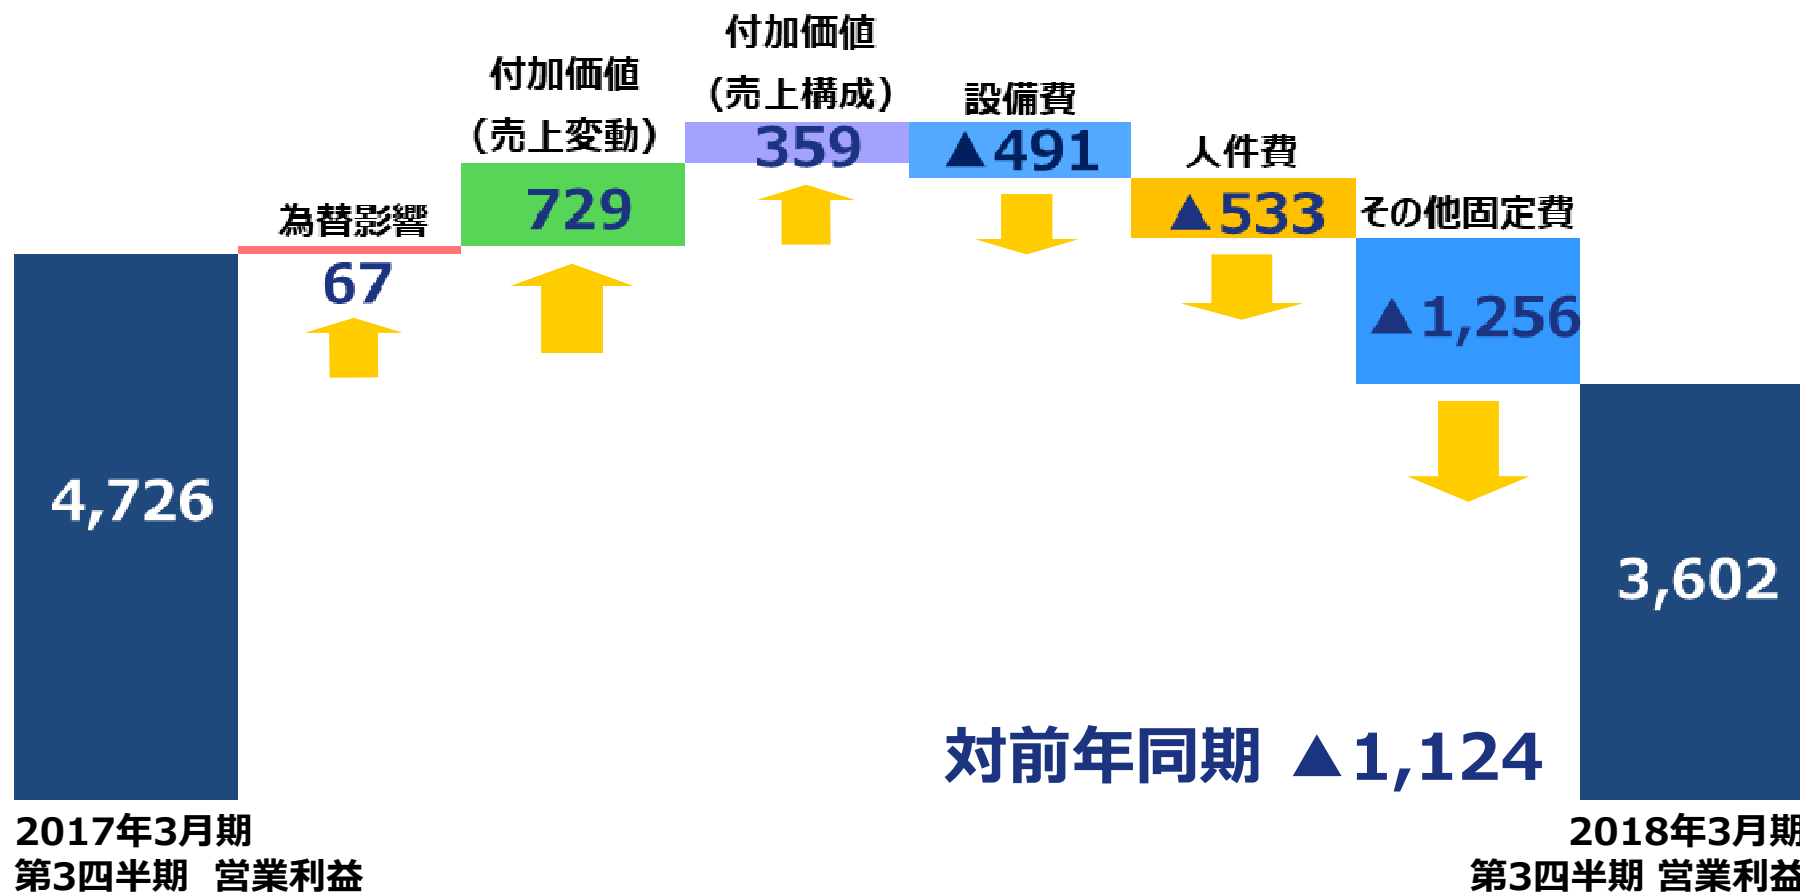 付加価値
(売上構成)
359
付加価値
(売上変動)
729
設備費
▲491
人件費
▲533
その他固定費
▲1,256
為替影響
67
4,726
3,602
対前年同期 ▲1,124
2017年3月期
第3四半期 営業利益
2018年3月期
第3四半期 営業利益